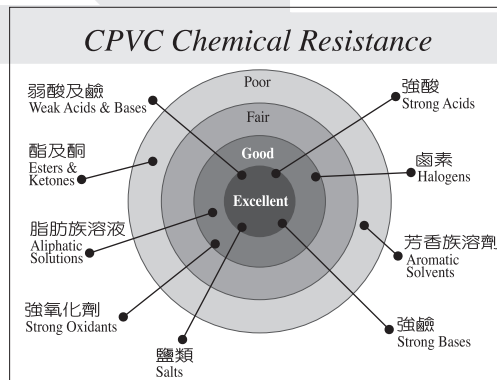 CPVC Chemical Resistance
弱酸及鹼
Weak Acids & Bases
酯及酮
Esters &
Ketones
脂肪族溶液
Aliphatic
Solutions
強氧化劑
Strong Oxidants
鹽類
Salts
Poor
Fair
Good
Excellent
強酸
Strong Acids
鹵素
Halogens
芳香族溶劑
Aromatic
Solvents
強鹼
Strong Bases